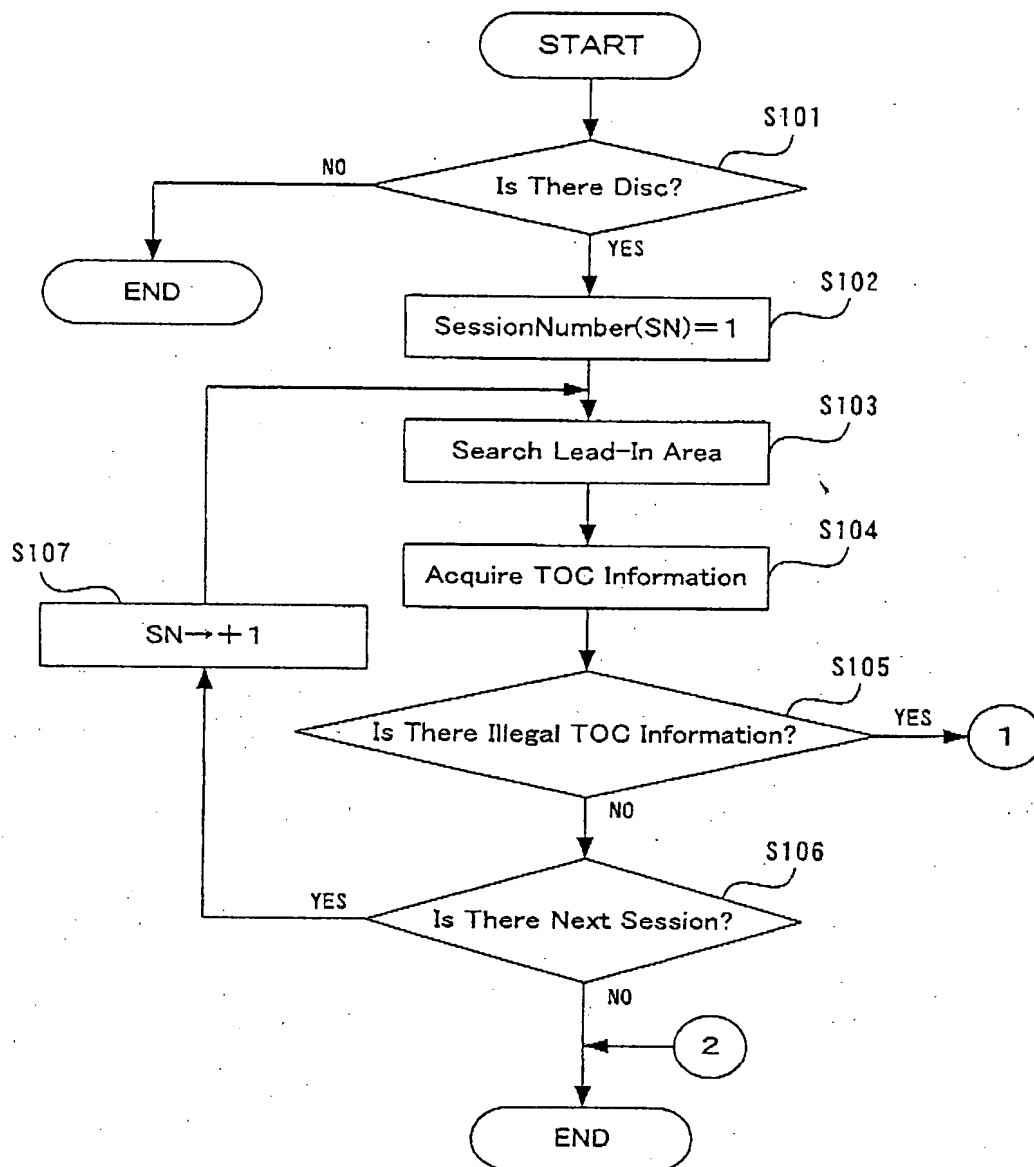 START
S101
NO
Is There Disc?
YES
END
S102
SessionNumber(SN)=1
S103
Search Lead-In Area
S104
Acquire TOC Information
S107
SN→+1
S105
Is There Illegal TOC Information?
YES
1
NO
S106
YES
Is There Next Session?
NO
2
END